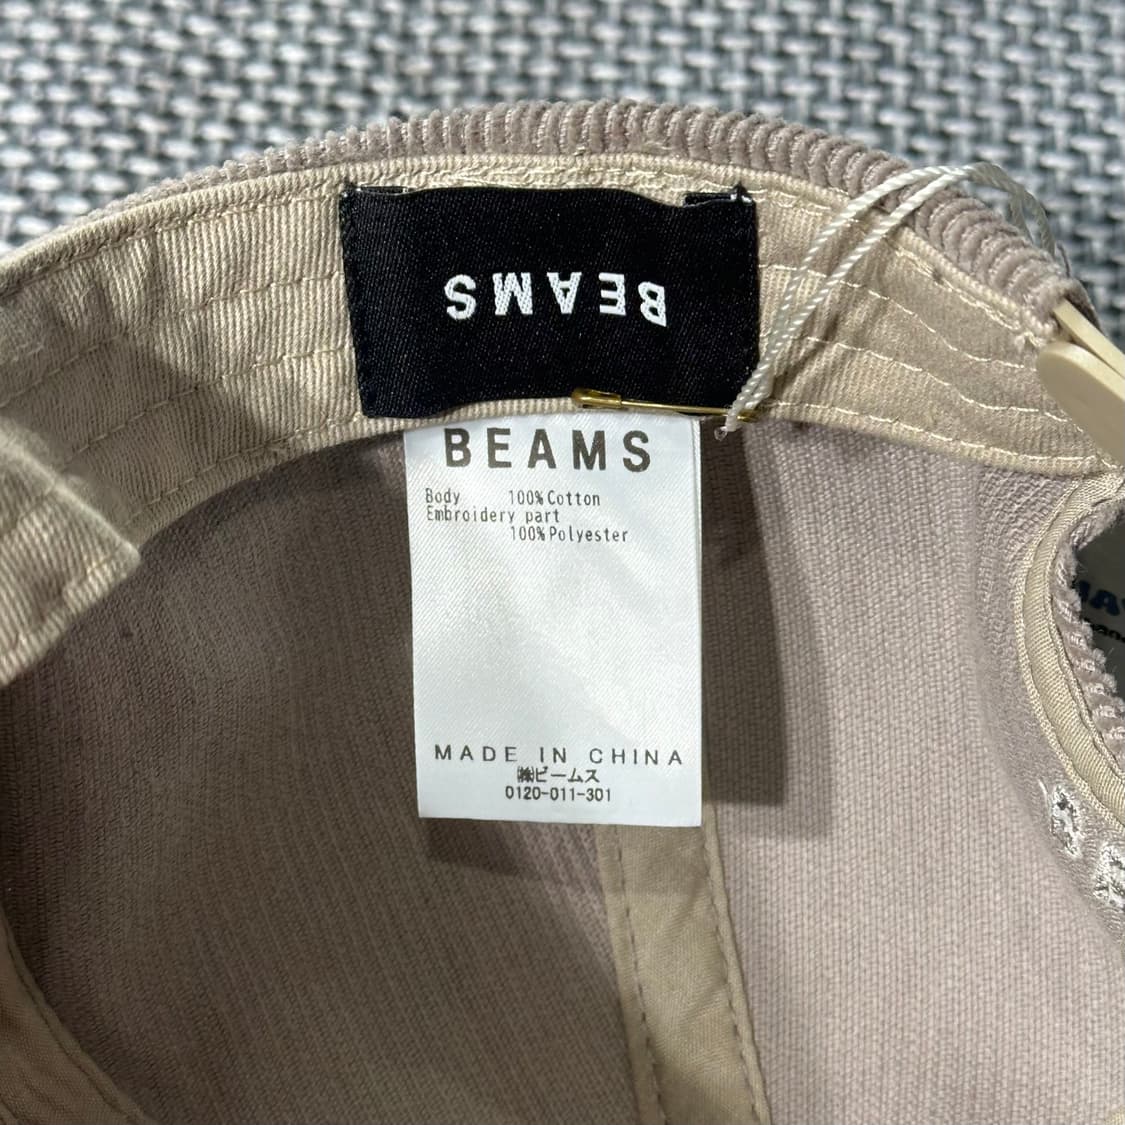 BEAMS
BEAMS
Body 100%Cotton
Embroidery part
100%Polyester
MADE IN CHINA
㈱ビームス
0120-011-301